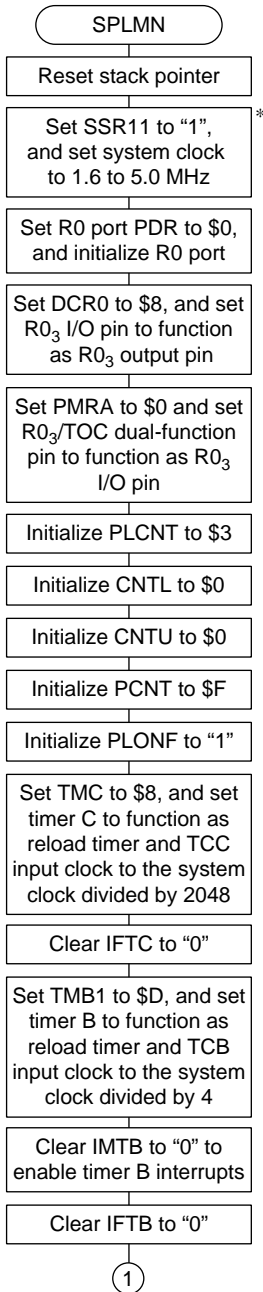 SPLMN
Reset stack pointer
*
Set SSR11 to “1”,
and set system clock
to 1.6 to 5.0 MHz
Set R0 port PDR to $0,
and initialize R0 port
Set DCR0 to $8, and set
R0₃ I/O pin to function
as R0₃ output pin
Set PMRA to $0 and set
R0₃/TOC dual-function
pin to function as R0₃
I/O pin
Initialize PLCNT to $3
Initialize CNTL to $0
Initialize CNTU to $0
Initialize PCNT to $F
Initialize PLONF to “1”
Set TMC to $8, and set
timer C to function as
reload timer and TCC
input clock to the system
clock divided by 2048
Clear IFTC to “0”
Set TMB1 to $D, and set
timer B to function as
reload timer and TCB
input clock to the system
clock divided by 4
Clear IMTB to “0” to
enable timer B interrupts
Clear IFTB to “0”
1